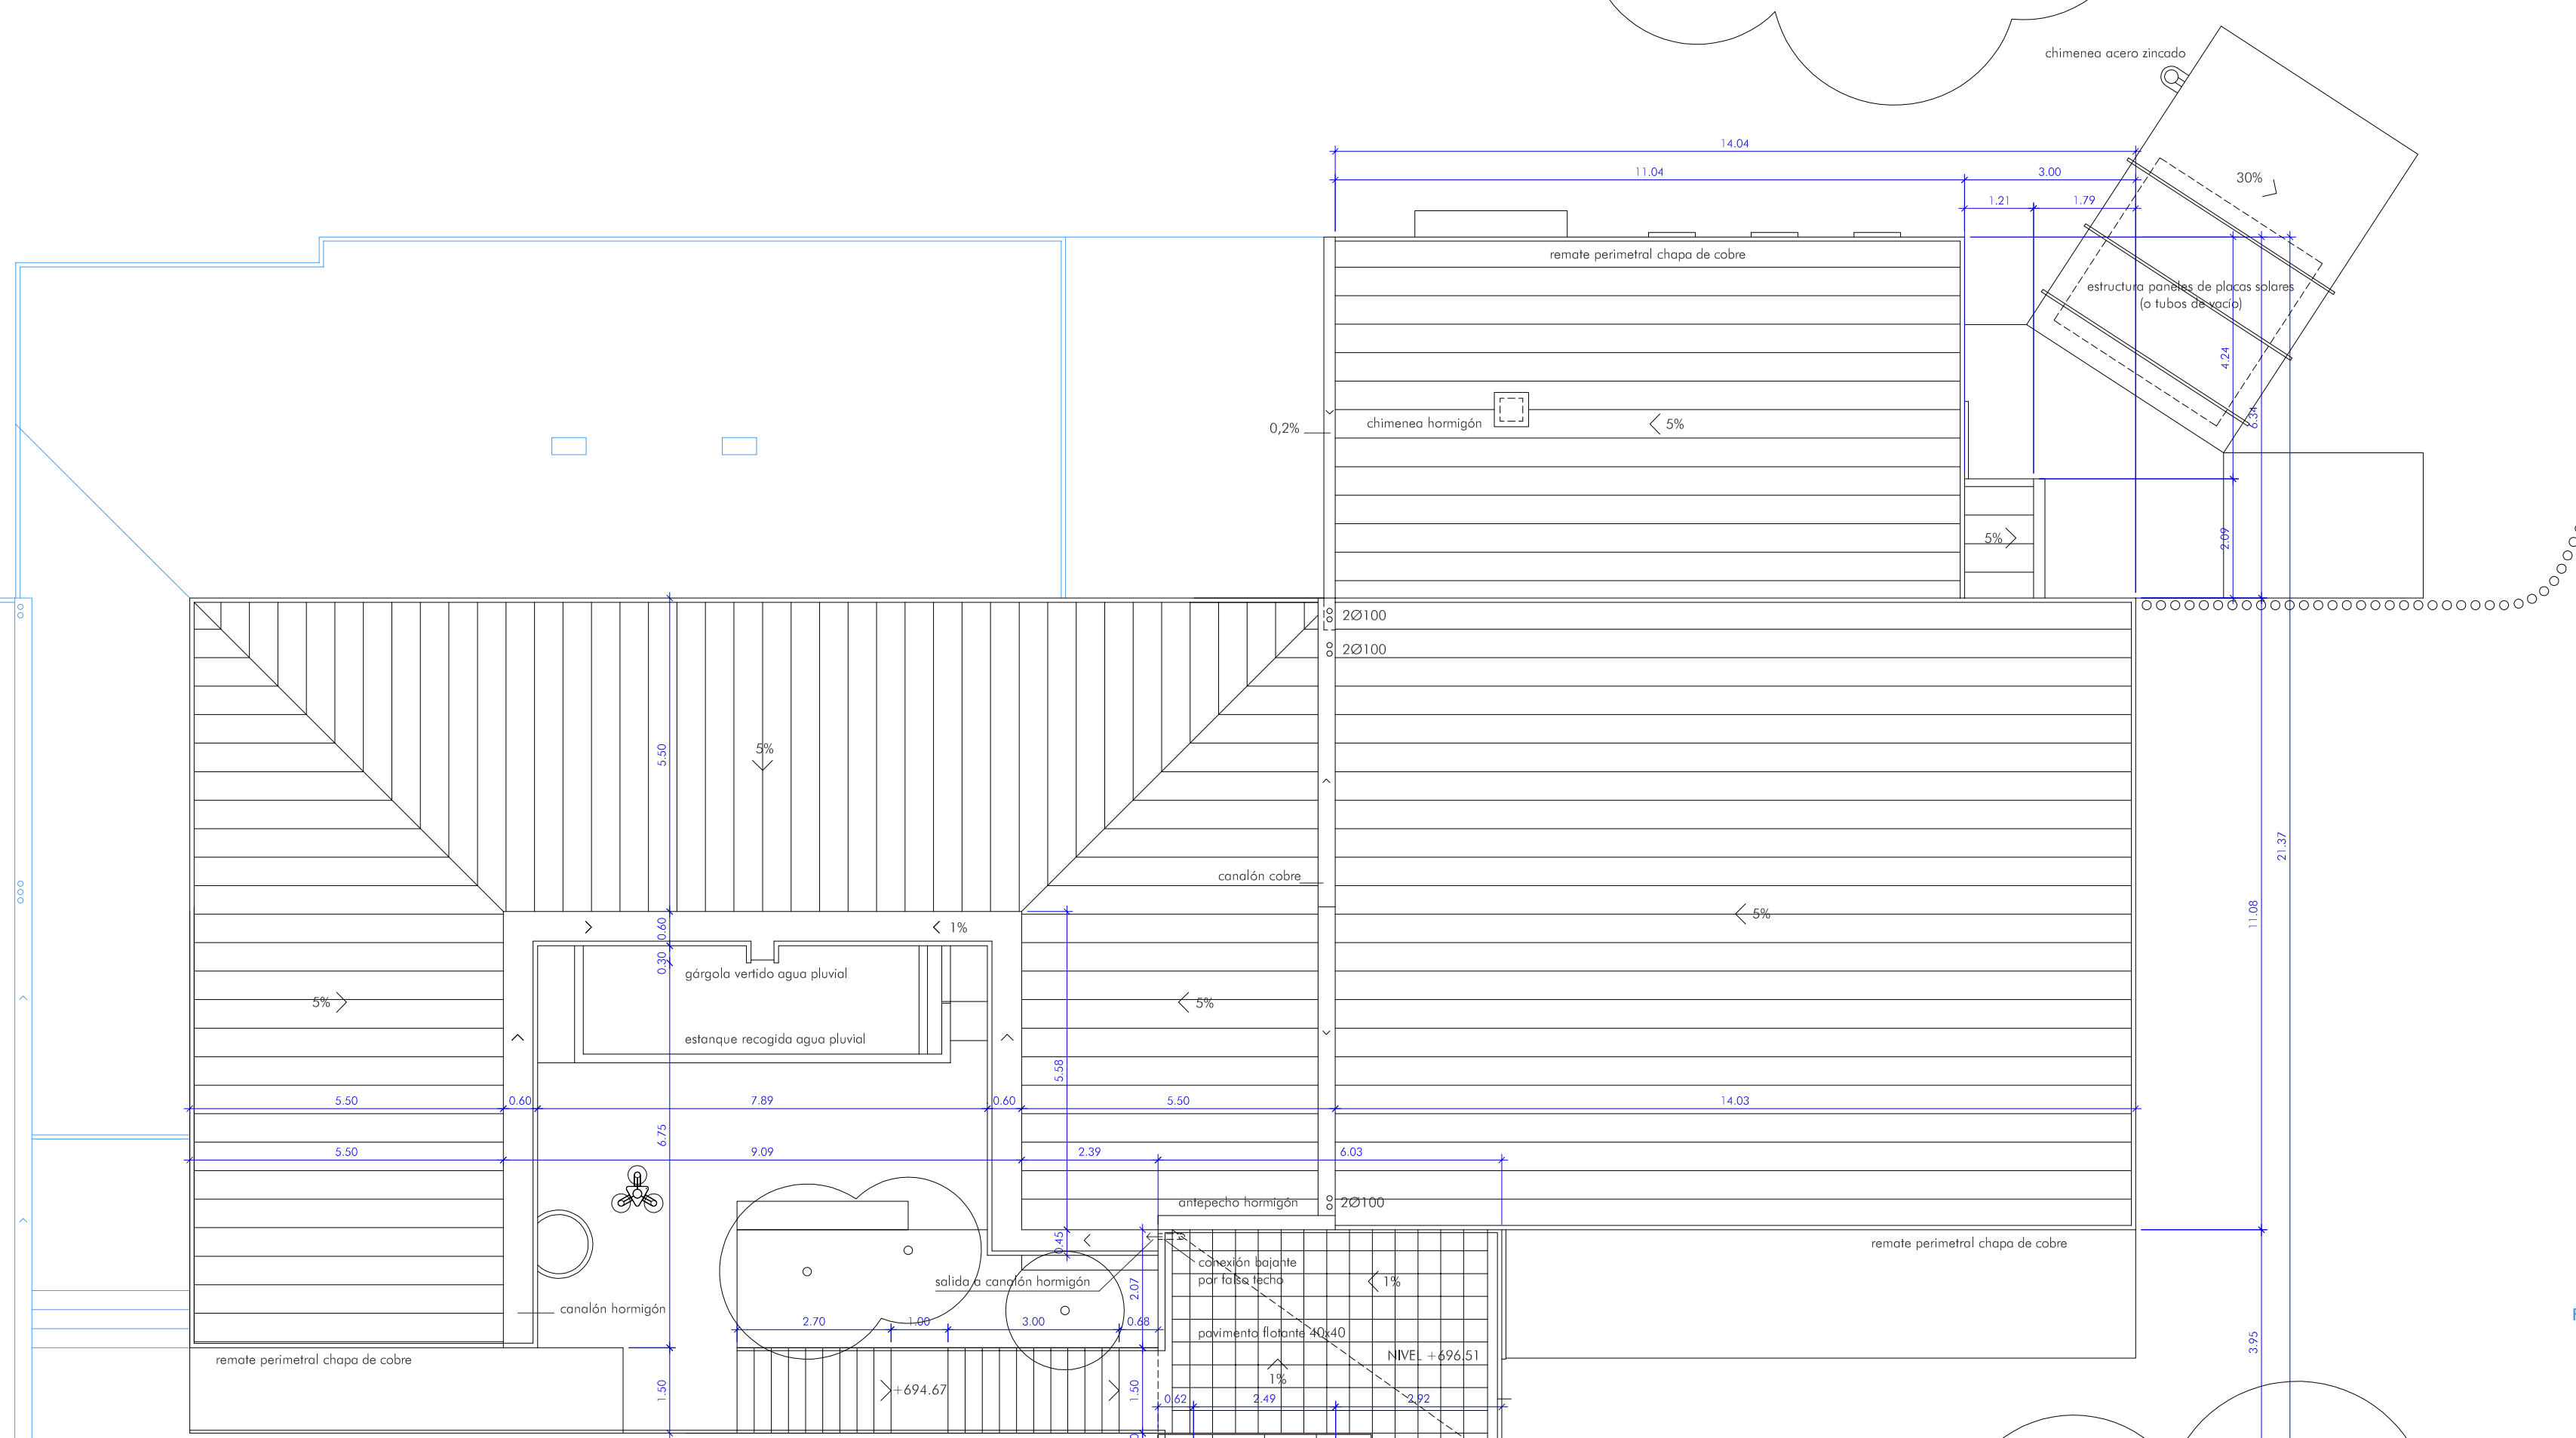 chimenea acero zincado
14.04
11.04
3.00
30%
1.21
1.79
remate perimetral chapa de cobre
estructura paneles de placas solares
(o tubos de vacío)
4.24
6.34
0,2%
chimenea hormigón
5%
5%
2.09
2Ø100
2Ø100
5.50
5%
21.37
canalón cobre
5%
11.08
0.60
1%
0.30
gárgola vertido agua pluvial
5%
5%
estanque recogida agua pluvial
5.58
5.50
0.60
7.89
0.60
5.50
14.03
6.75
5.50
9.09
2.39
6.03
antepecho hormigón
2Ø100
0.45
remate perimetral chapa de cobre
conexión bajante
por falso techo
salida a canalón hormigón
1%
2.07
canalón hormigón
2.70
1.00
3.00
0.68
pavimento flotante 40x40
3.95
NIVEL +696.51
remate perimetral chapa de cobre
1%
1.50
+694.67
1.50
0.62
2.49
2.92